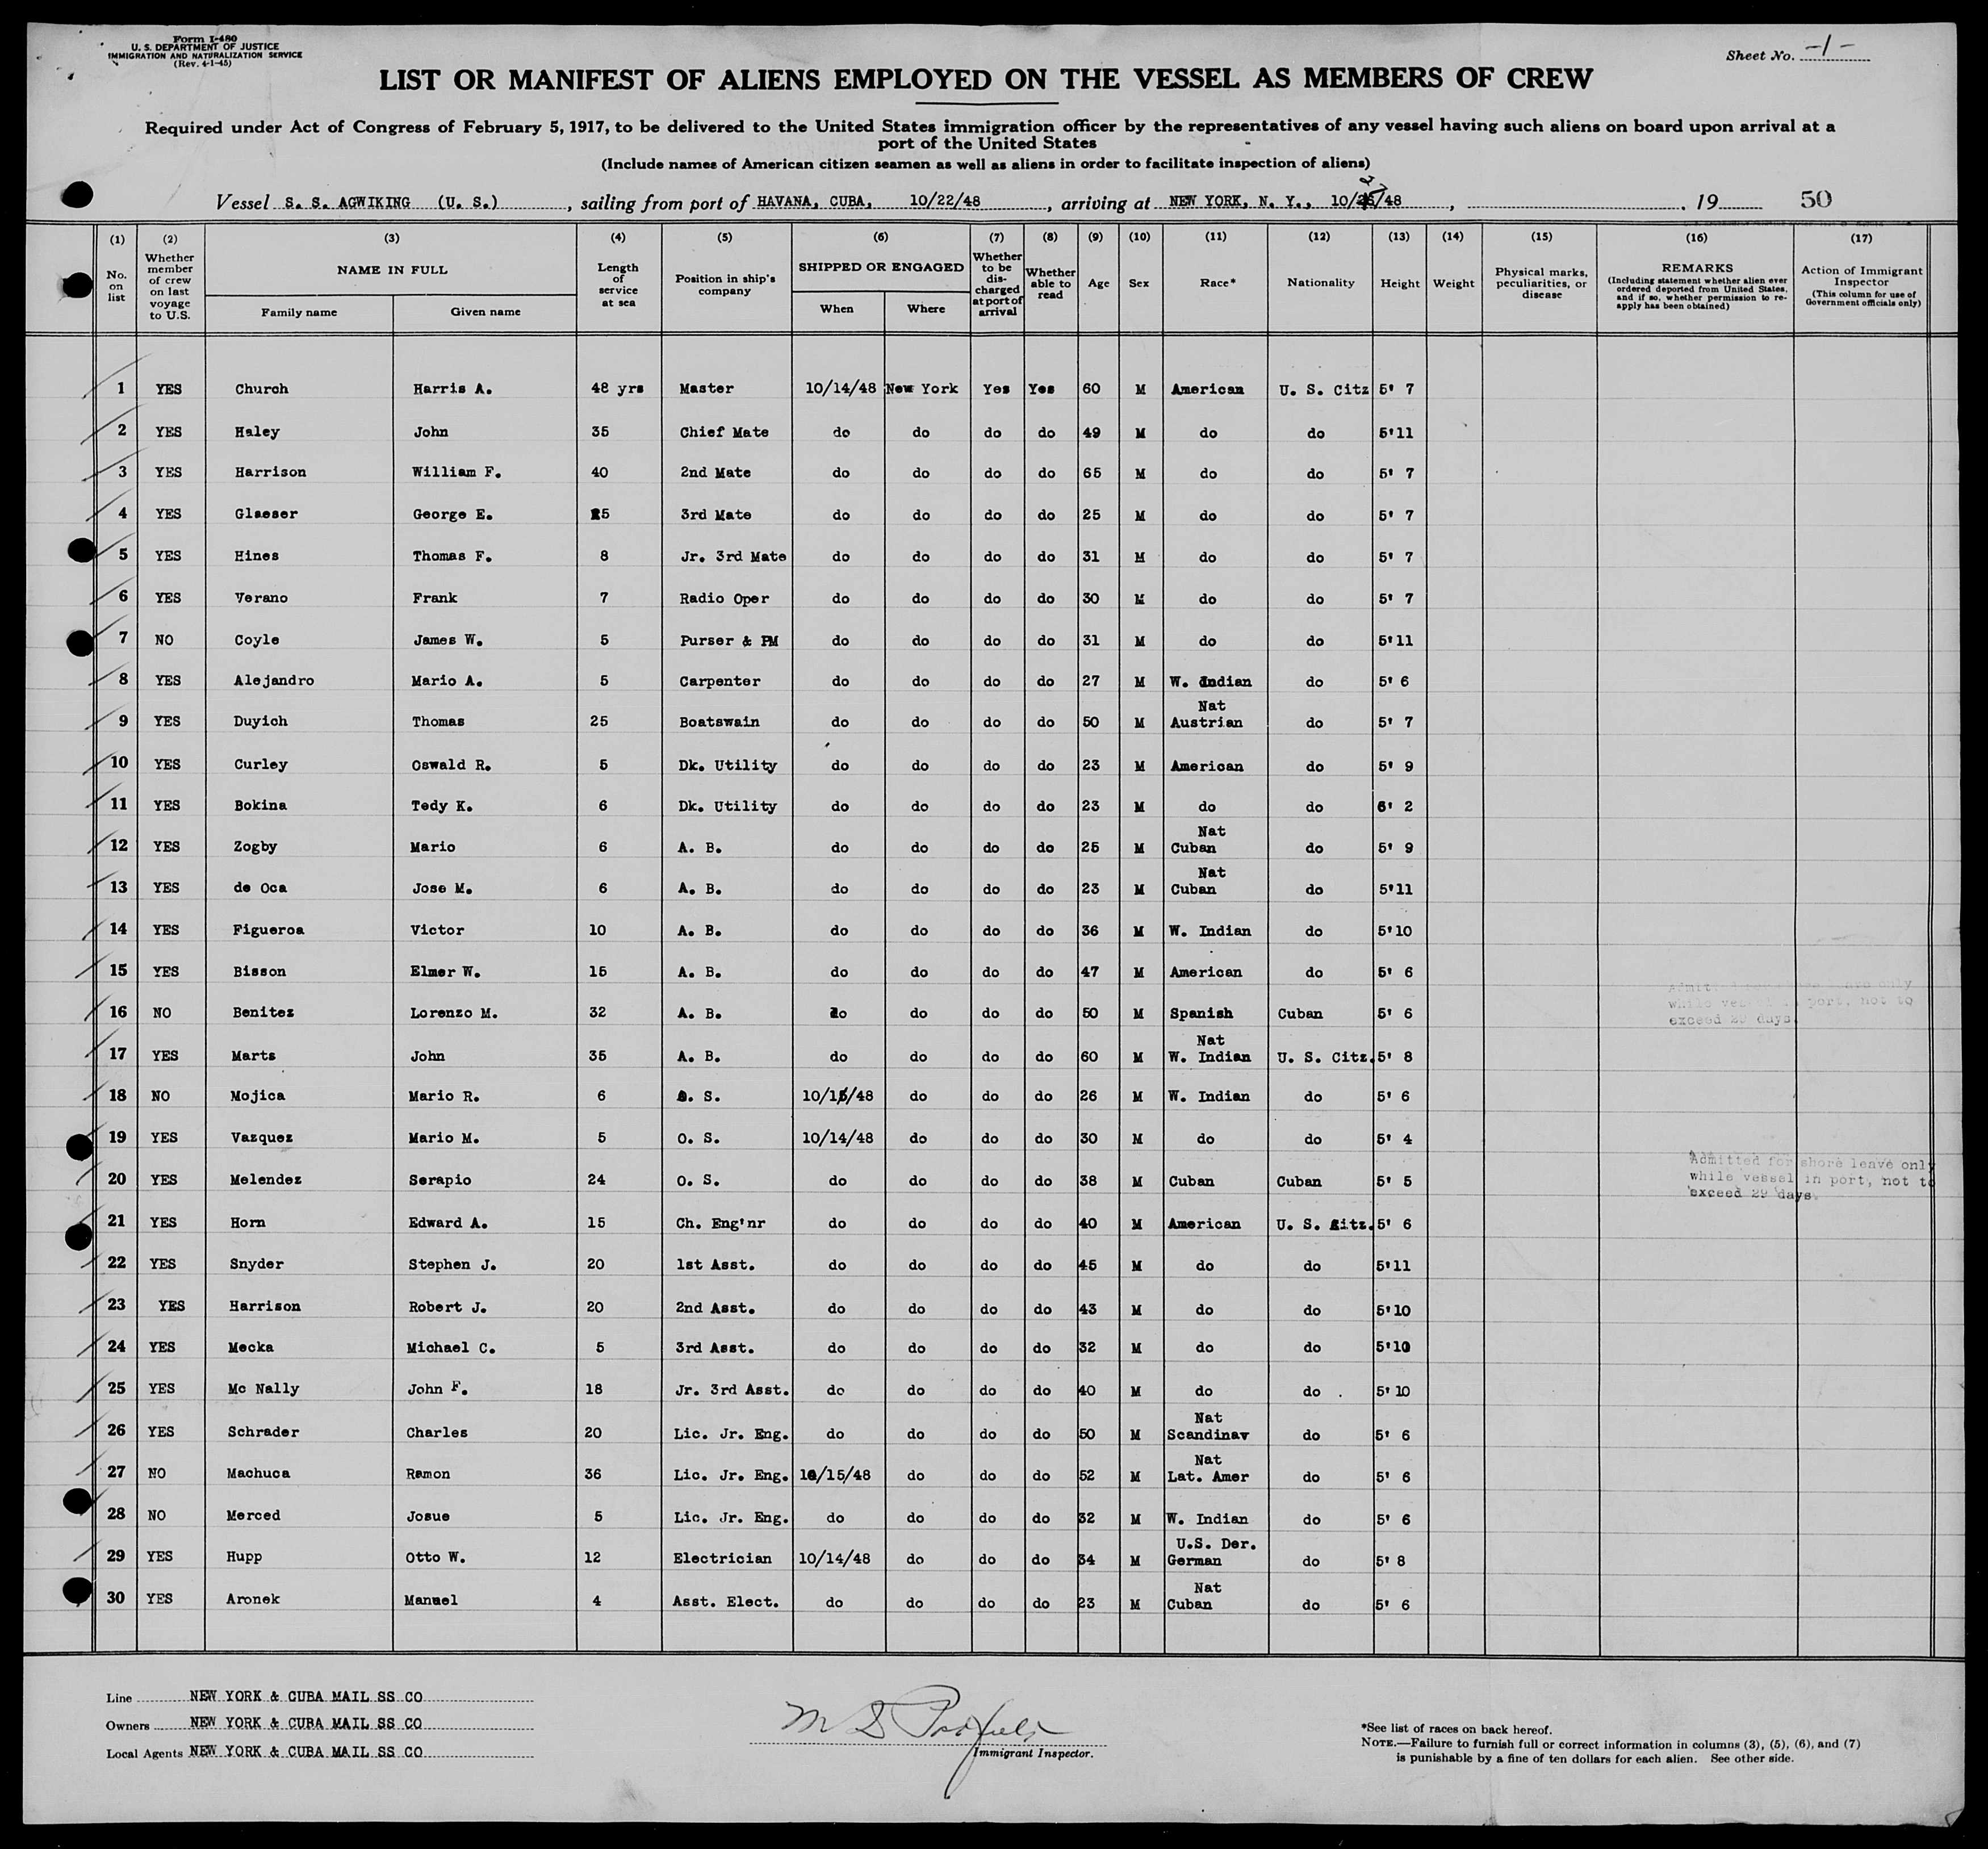 Form I-480
U. S. DEPARTMENT OF JUSTICE
IMMIGRATION AND NATURALIZATION SERVICE
(Rev. 4-1-45)
Sheet No. -1-
LIST OR MANIFEST OF ALIENS EMPLOYED ON THE VESSEL AS MEMBERS OF CREW
Required under Act of Congress of February 5, 1917, to be delivered to the United States immigration officer by the representatives of any vessel having such aliens on board upon arrival at a
port of the United States
(Include names of American citizen seamen as well as aliens in order to facilitate inspection of aliens)
Vessel S. S. AGWIKING (U. S.), sailing from port of HAVANA, CUBA, 10/22/48, arriving at NEW YORK, N. Y., 10/27/48, 19 50
(1) (2) (3) (4) (5) (6) (7) (8) (9) (10) (11) (12) (13) (14) (15) (16) (17)
No. on list
Whether member of crew on last voyage to U.S.
NAME IN FULL
Family name
Given name
Length of service at sea
Position in ship's company
SHIPPED OR ENGAGED
When
Where
Whether to be discharged at port of arrival
Whether able to read
Age
Sex
Race*
Nationality
Height
Weight
Physical marks, peculiarities, or disease
REMARKS
(Including statement whether alien ever ordered deported from United States, and if so, whether permission to reapply has been obtained)
Action of Immigrant Inspector
(This column for use of Government officials only)
1 YES Church Harris A. 48 yrs Master 10/14/48 New York Yes Yes 60 M American U. S. Citz 5' 7
2 YES Haley John 35 Chief Mate do do do do 49 M do do 5'11
3 YES Harrison William F. 40 2nd Mate do do do do 65 M do do 5' 7
4 YES Glaeser George E. 5 3rd Mate do do do do 25 M do do 5' 7
5 YES Hines Thomas F. 8 Jr. 3rd Mate do do do do 31 M do do 5' 7
6 YES Verano Frank 7 Radio Oper do do do do 30 M do do 5' 7
7 NO Coyle James W. 5 Purser & PM do do do do 31 M do do 5'11
8 YES Alejandro Mario A. 5 Carpenter do do do do 27 M W. Indian do 5' 6
9 YES Duyich Thomas 25 Boatswain do do do do 50 M Nat Austrian do 5' 7
10 YES Curley Oswald R. 5 Dk. Utility do do do do 23 M American do 5' 9
11 YES Bokina Tedy K. 6 Dk. Utility do do do do 23 M do do 6' 2
12 YES Zogby Mario 6 A. B. do do do do 25 M Nat Cuban do 5' 9
13 YES de Oca Jose M. 6 A. B. do do do do 23 M Nat Cuban do 5'11
14 YES Figueroa Victor 10 A. B. do do do do 36 M W. Indian do 5'10
15 YES Bisson Elmer W. 15 A. B. do do do do 47 M American do 5' 6
16 NO Benitez Lorenzo M. 32 A. B. do do do do 50 M Spanish Cuban 5' 6 only while vessel in port, not to exceed 29 days
17 YES Marts John 35 A. B. do do do do 60 M Nat W. Indian U. S. Citz. 5' 8
18 NO Mojica Mario R. 6 O. S. 10/15/48 do do do 26 M W. Indian do 5' 6
19 YES Vazquez Mario M. 5 O. S. 10/14/48 do do do 30 M do do 5' 4
20 YES Melendez Serapio 24 O. S. do do do do 38 M Cuban Cuban 5' 5 Admitted for shore leave only while vessel in port, not to exceed 29 days.
21 YES Horn Edward A. 15 Ch. Eng'nr do do do do 40 M American U. S. Citz. 5' 6
22 YES Snyder Stephen J. 20 1st Asst. do do do do 45 M do do 5'11
23 YES Harrison Robert J. 20 2nd Asst. do do do do 43 M do do 5'10
24 YES Mecka Michael C. 5 3rd Asst. do do do do 32 M do do 5'10
25 YES Mc Nally John F. 18 Jr. 3rd Asst. do do do do 40 M do do 5'10
26 YES Schrader Charles 20 Lic. Jr. Eng. do do do do 50 M Nat Scandinav do 5' 6
27 NO Machuca Ramon 36 Lic. Jr. Eng. 10/15/48 do do do 52 M Nat Lat. Amer do 5' 6
28 NO Merced Josue 5 Lic. Jr. Eng. do do do do 32 M W. Indian do 5' 6
29 YES Hupp Otto W. 12 Electrician 10/14/48 do do do 34 M U.S. Der. German do 5' 8
30 YES Aronek Manuel 4 Asst. Elect. do do do do 23 M Nat Cuban do 5' 6
Line NEW YORK & CUBA MAIL SS CO
Owners NEW YORK & CUBA MAIL SS CO
Local Agents NEW YORK & CUBA MAIL SS CO
Immigrant Inspector.
*See list of races on back hereof.
NOTE.—Failure to furnish full or correct information in columns (3), (5), (6), and (7)
is punishable by a fine of ten dollars for each alien. See other side.